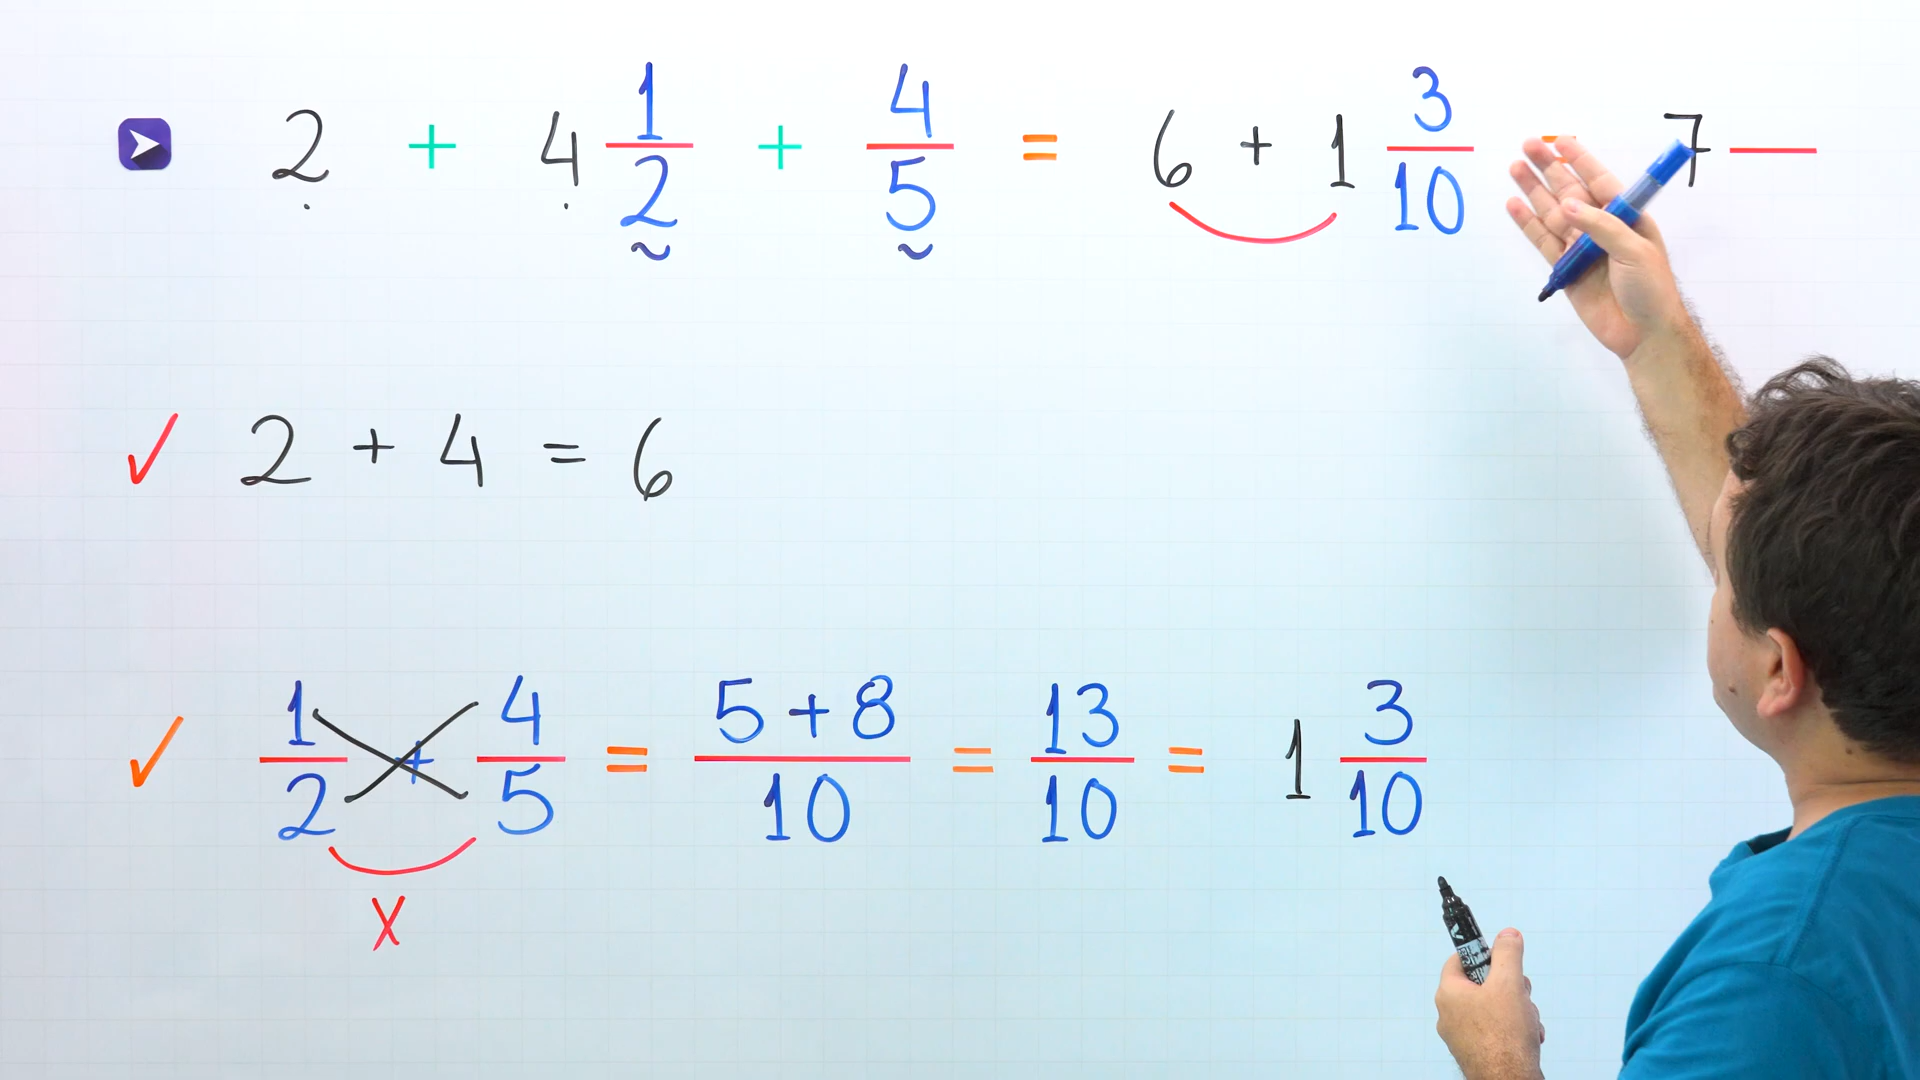 2 + 4 1/2 + 4/5 = 6 + 1 3/10 = 7
2 + 4 = 6
1/2 + 4/5 = 5 + 8/10 = 13/10 = 1 3/10
x